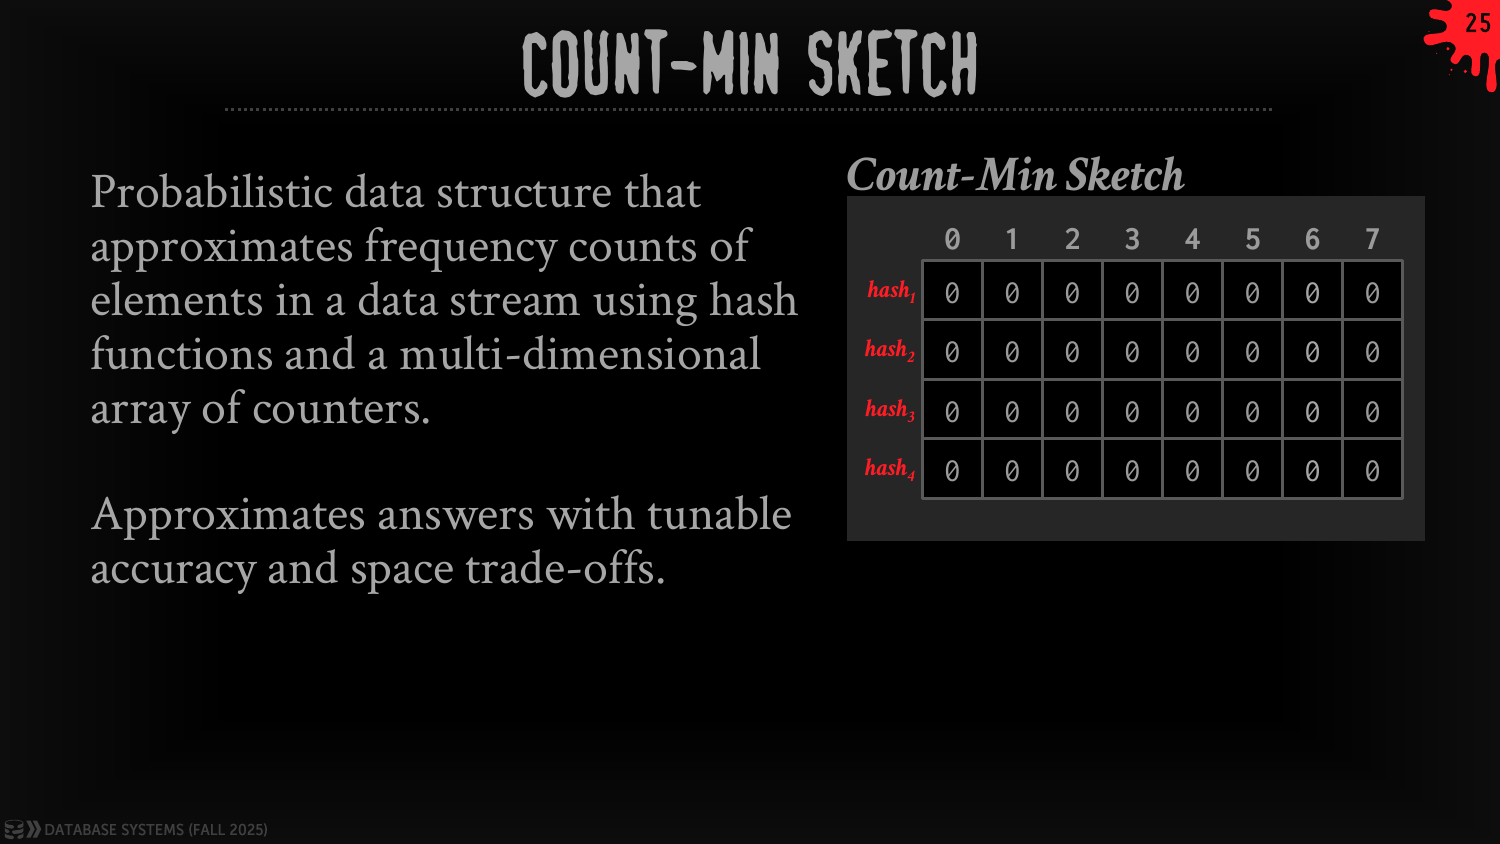 COUNT-MIN SKETCH
25
Probabilistic data structure that
approximates frequency counts of
elements in a data stream using hash
functions and a multi-dimensional
array of counters.
Approximates answers with tunable
accuracy and space trade-offs.
Count-Min Sketch
0 1 2 3 4 5 6 7
hash1 0 0 0 0 0 0 0 0
hash2 0 0 0 0 0 0 0 0
hash3 0 0 0 0 0 0 0 0
hash4 0 0 0 0 0 0 0 0
DATABASE SYSTEMS (FALL 2025)